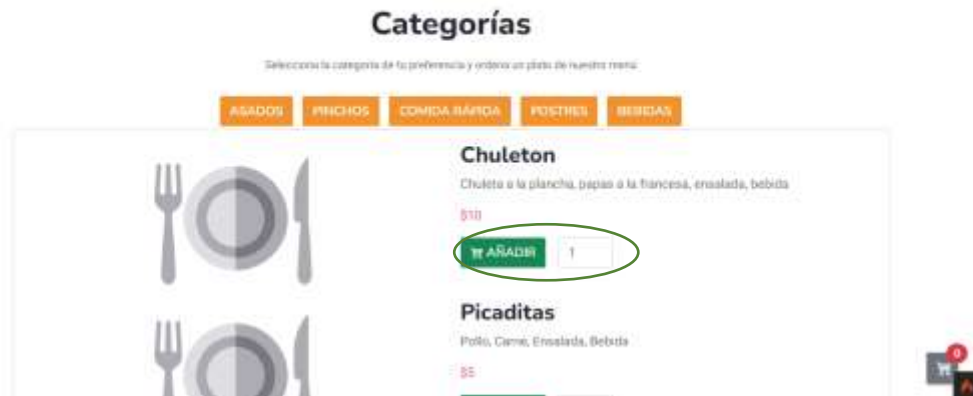 Categorías
Selecciona la categoría de tu preferencia y ordena un plato de nuestro menú
ASADOS PINCHOS COMIDA RÁPIDA POSTRES BEBIDAS
Chuleton
Chuleta a la plancha, papas a la francesa, ensalada, bebida
$10
AÑADIR 1
Picaditas
Pollo, Carne, Ensalada, Bebida
$5
0